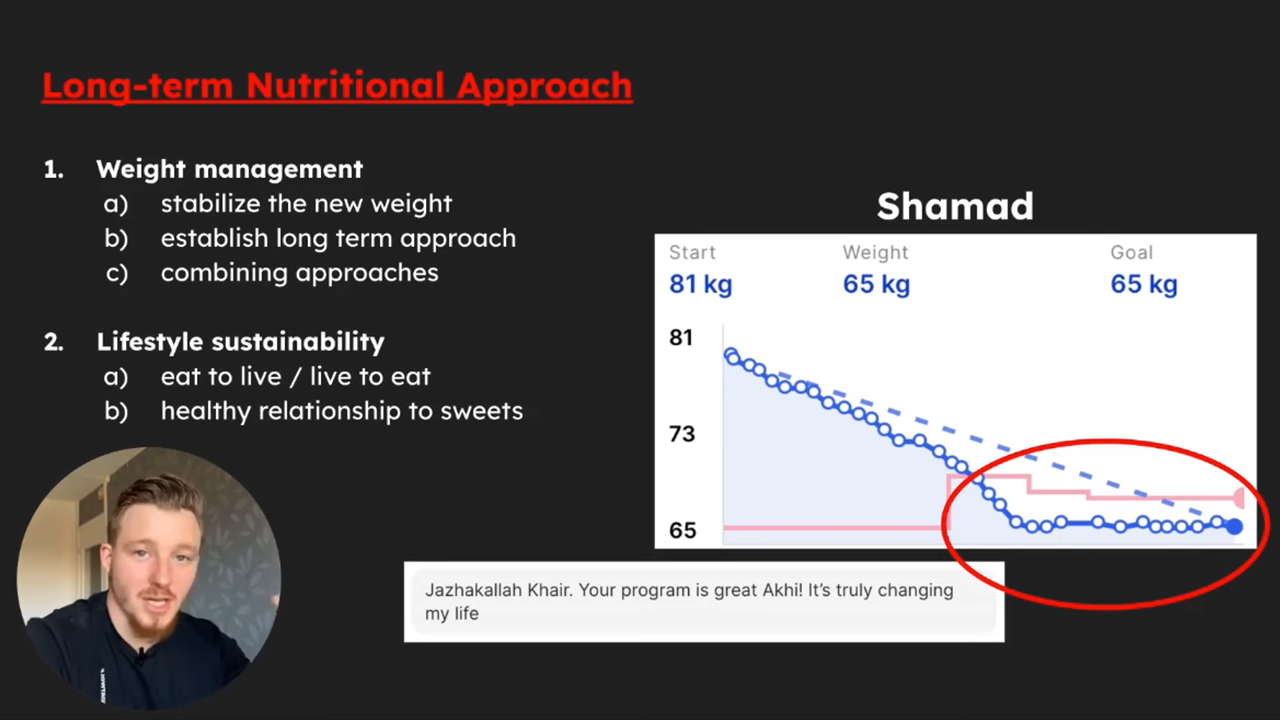 Long-term Nutritional Approach
1. Weight management
a) stabilize the new weight
b) establish long term approach
c) combining approaches
2. Lifestyle sustainability
a) eat to live / live to eat
b) healthy relationship to sweets
Shamad
Start Weight Goal
81 kg 65 kg 65 kg
81
73
65
Jazhakallah Khair. Your program is great Akhi! It's truly changing
my life